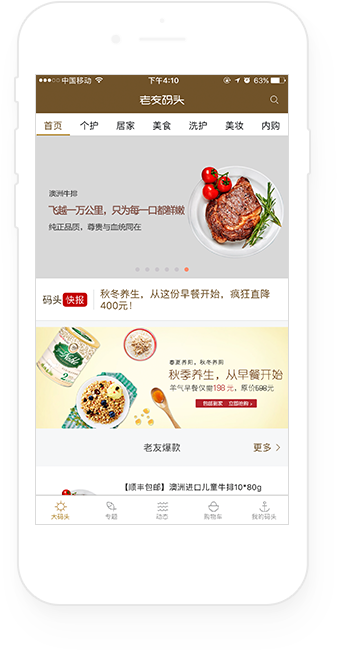 中国移动
下午4:10
63%
老友码头
首页 个护 居家 美食 洗护 美妆 内购
澳洲牛排
飞越一万公里，只为每一口都鲜嫩
纯正品质，尊贵与血统同在
码头 快报
秋冬养生，从这份早餐开始，疯狂直降
400元！
2
春夏养阳，秋冬养阴
秋季养生，从早餐开始
羊气早餐仅需198 元，原价598元
立即抢购
老友爆款
更多
【顺丰包邮】澳洲进口儿童牛排10*80g
大码头 专题 动态 购物车 我的码头